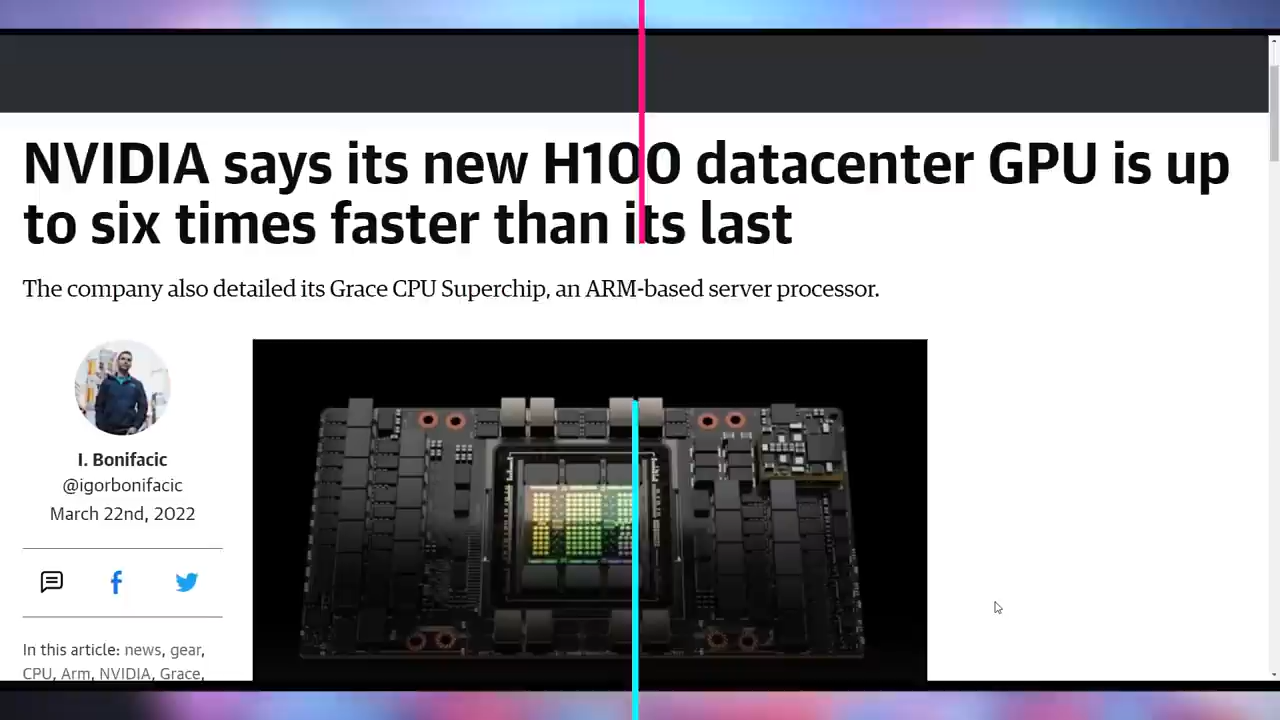 NVIDIA says its new H100 datacenter GPU is up
to six times faster than its last
The company also detailed its Grace CPU Superchip, an ARM-based server processor.
I. Bonifacic
@igorbonifacic
March 22nd, 2022
In this article: news, gear,
CPU, Arm, NVIDIA, Grace,